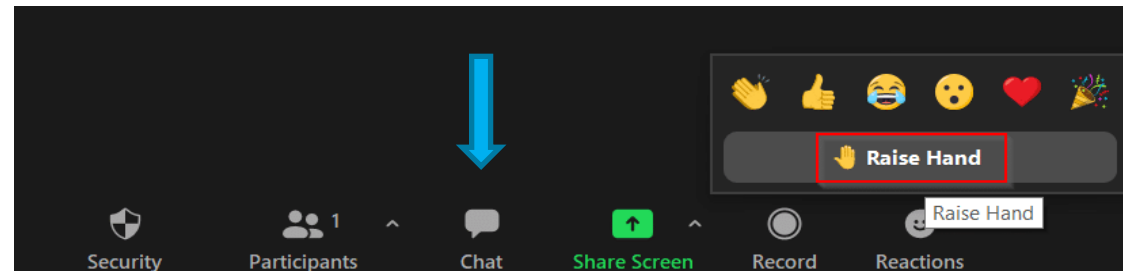 Raise Hand
Raise Hand
1
Security Participants Chat Share Screen Record Reactions